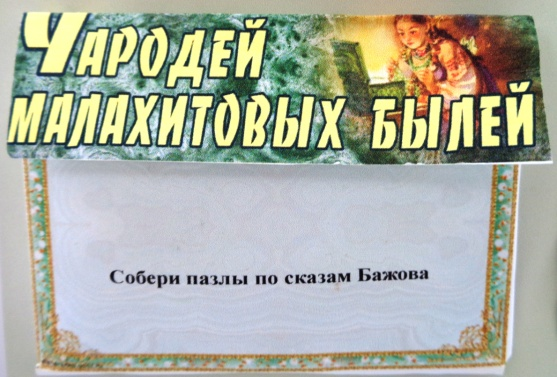 ЧАРОДЕЙ
МАЛАХИТОВЫХ БЫЛЕЙ
Собери пазлы по сказам Бажова